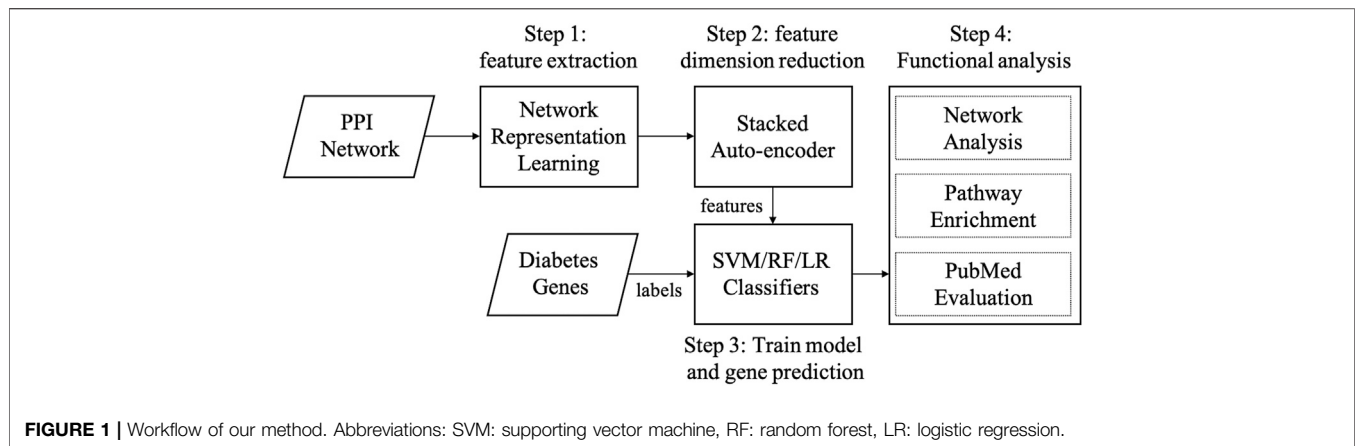 Step 1:
feature extraction
Step 2: feature
dimension reduction
Step 4:
Functional analysis
PPI
Network
Network
Representation
Learning
Stacked
Auto-encoder
Network
Analysis
Pathway
Enrichment
PubMed
Evaluation
features
Diabetes
Genes
labels
SVM/RF/LR
Classifiers
Step 3: Train model
and gene prediction
FIGURE 1 | Workflow of our method. Abbreviations: SVM: supporting vector machine, RF: random forest, LR: logistic regression.